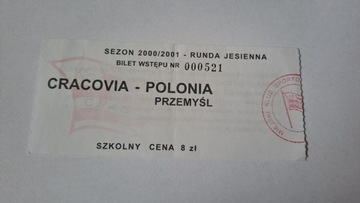 SEZON 2000/2001 - RUNDA JESIENNA
BILET WSTĘPU NR 000521
CRACOVIA - POLONIA
PRZEMYŚL
SZKOLNY CENA 8 zł